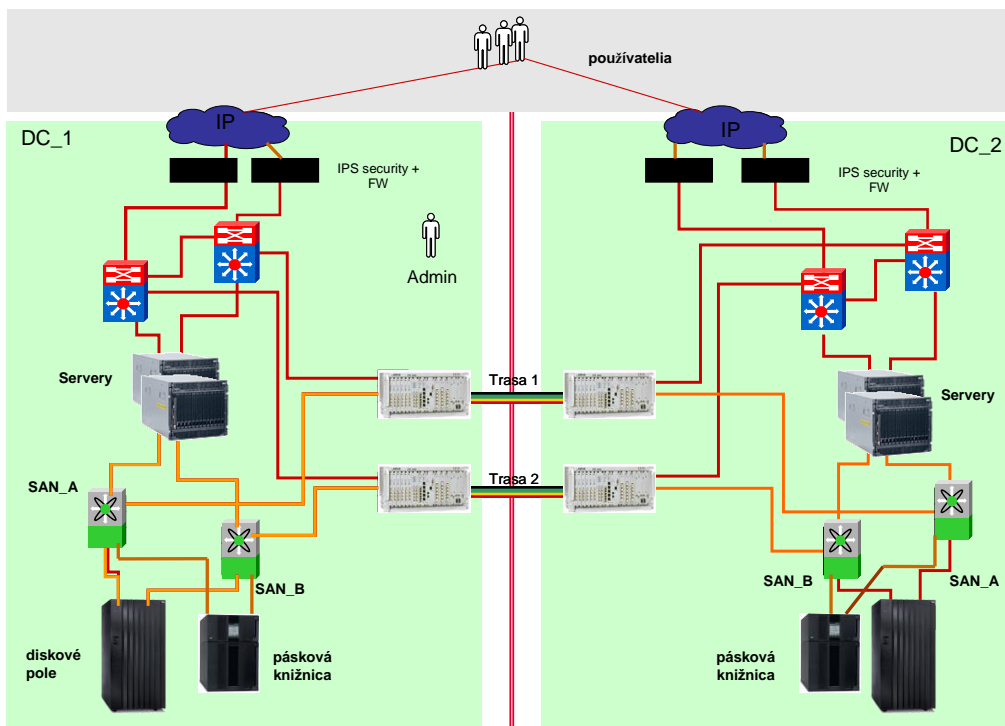 používatelia
IP
IP
DC_1
DC_2
IPS security +
FW
IPS security +
FW
Admin
Servery
Servery
Trasa 1
Trasa 2
SAN_A
SAN_B
SAN_B
SAN_A
diskové
pole
pásková
knižnica
pásková
knižnica